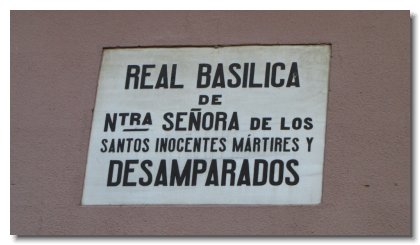 REAL BASILICA
DE
NTRA SEÑORA DE LOS
SANTOS INOCENTES MÁRTIRES Y
DESAMPARADOS